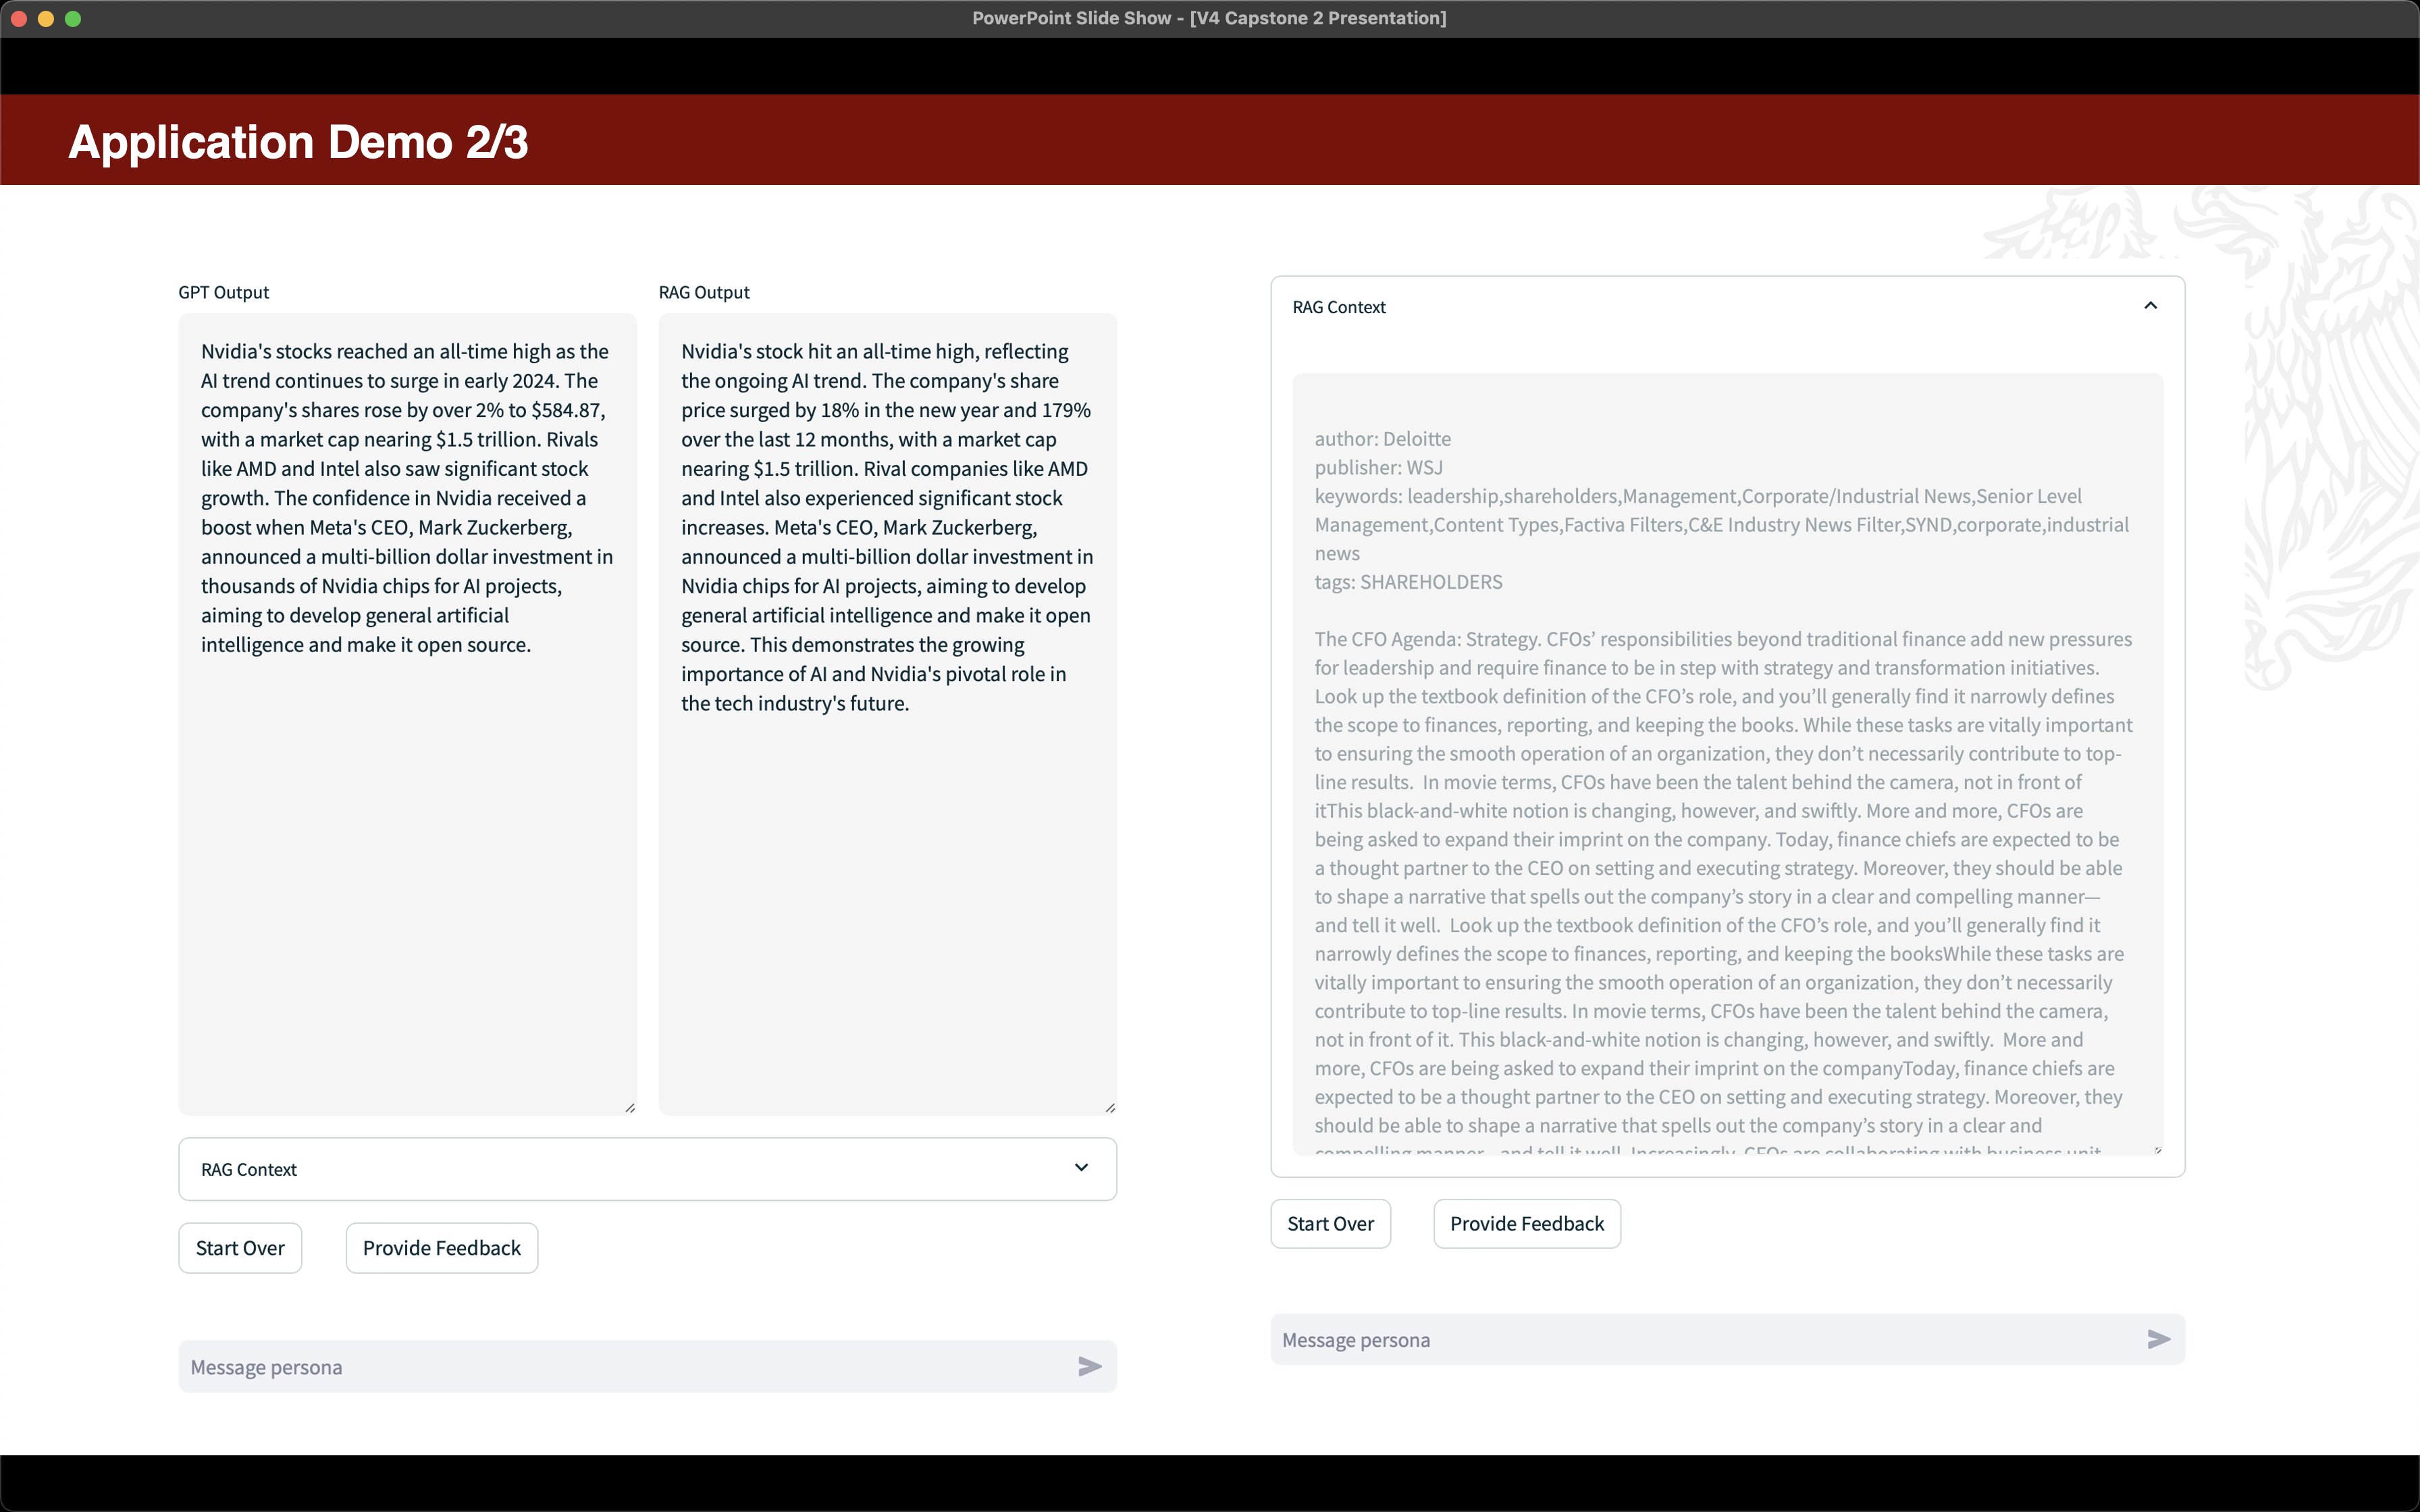 PowerPoint Slide Show - [V4 Capstone 2 Presentation]
Application Demo 2/3
GPT Output
Nvidia's stocks reached an all-time high as the
AI trend continues to surge in early 2024. The
company's shares rose by over 2% to $584.87,
with a market cap nearing $1.5 trillion. Rivals
like AMD and Intel also saw significant stock
growth. The confidence in Nvidia received a
boost when Meta's CEO, Mark Zuckerberg,
announced a multi-billion dollar investment in
thousands of Nvidia chips for AI projects,
aiming to develop general artificial
intelligence and make it open source.
RAG Output
Nvidia's stock hit an all-time high, reflecting
the ongoing AI trend. The company's share
price surged by 18% in the new year and 179%
over the last 12 months, with a market cap
nearing $1.5 trillion. Rival companies like AMD
and Intel also experienced significant stock
increases. Meta's CEO, Mark Zuckerberg,
announced a multi-billion dollar investment in
Nvidia chips for AI projects, aiming to develop
general artificial intelligence and make it open
source. This demonstrates the growing
importance of AI and Nvidia's pivotal role in
the tech industry's future.
RAG Context
Start Over
Provide Feedback
Message persona
RAG Context
author: Deloitte
publisher: WSJ
keywords: leadership,shareholders,Management,Corporate/Industrial News,Senior Level
Management,Content Types,Factiva Filters,C&E Industry News Filter,SYND,corporate,industrial
news
tags: SHAREHOLDERS
The CFO Agenda: Strategy. CFOs’ responsibilities beyond traditional finance add new pressures
for leadership and require finance to be in step with strategy and transformation initiatives.
Look up the textbook definition of the CFO’s role, and you’ll generally find it narrowly defines
the scope to finances, reporting, and keeping the books. While these tasks are vitally important
to ensuring the smooth operation of an organization, they don’t necessarily contribute to top-
line results.  In movie terms, CFOs have been the talent behind the camera, not in front of
itThis black-and-white notion is changing, however, and swiftly. More and more, CFOs are
being asked to expand their imprint on the company. Today, finance chiefs are expected to be
a thought partner to the CEO on setting and executing strategy. Moreover, they should be able
to shape a narrative that spells out the company’s story in a clear and compelling manner—
and tell it well.  Look up the textbook definition of the CFO’s role, and you’ll generally find it
narrowly defines the scope to finances, reporting, and keeping the booksWhile these tasks are
vitally important to ensuring the smooth operation of an organization, they don’t necessarily
contribute to top-line results. In movie terms, CFOs have been the talent behind the camera,
not in front of it. This black-and-white notion is changing, however, and swiftly.  More and
more, CFOs are being asked to expand their imprint on the companyToday, finance chiefs are
expected to be a thought partner to the CEO on setting and executing strategy. Moreover, they
should be able to shape a narrative that spells out the company’s story in a clear and
compelling manner—and tell it well. Increasingly, CFOs are collaborating with business unit
Start Over
Provide Feedback
Message persona